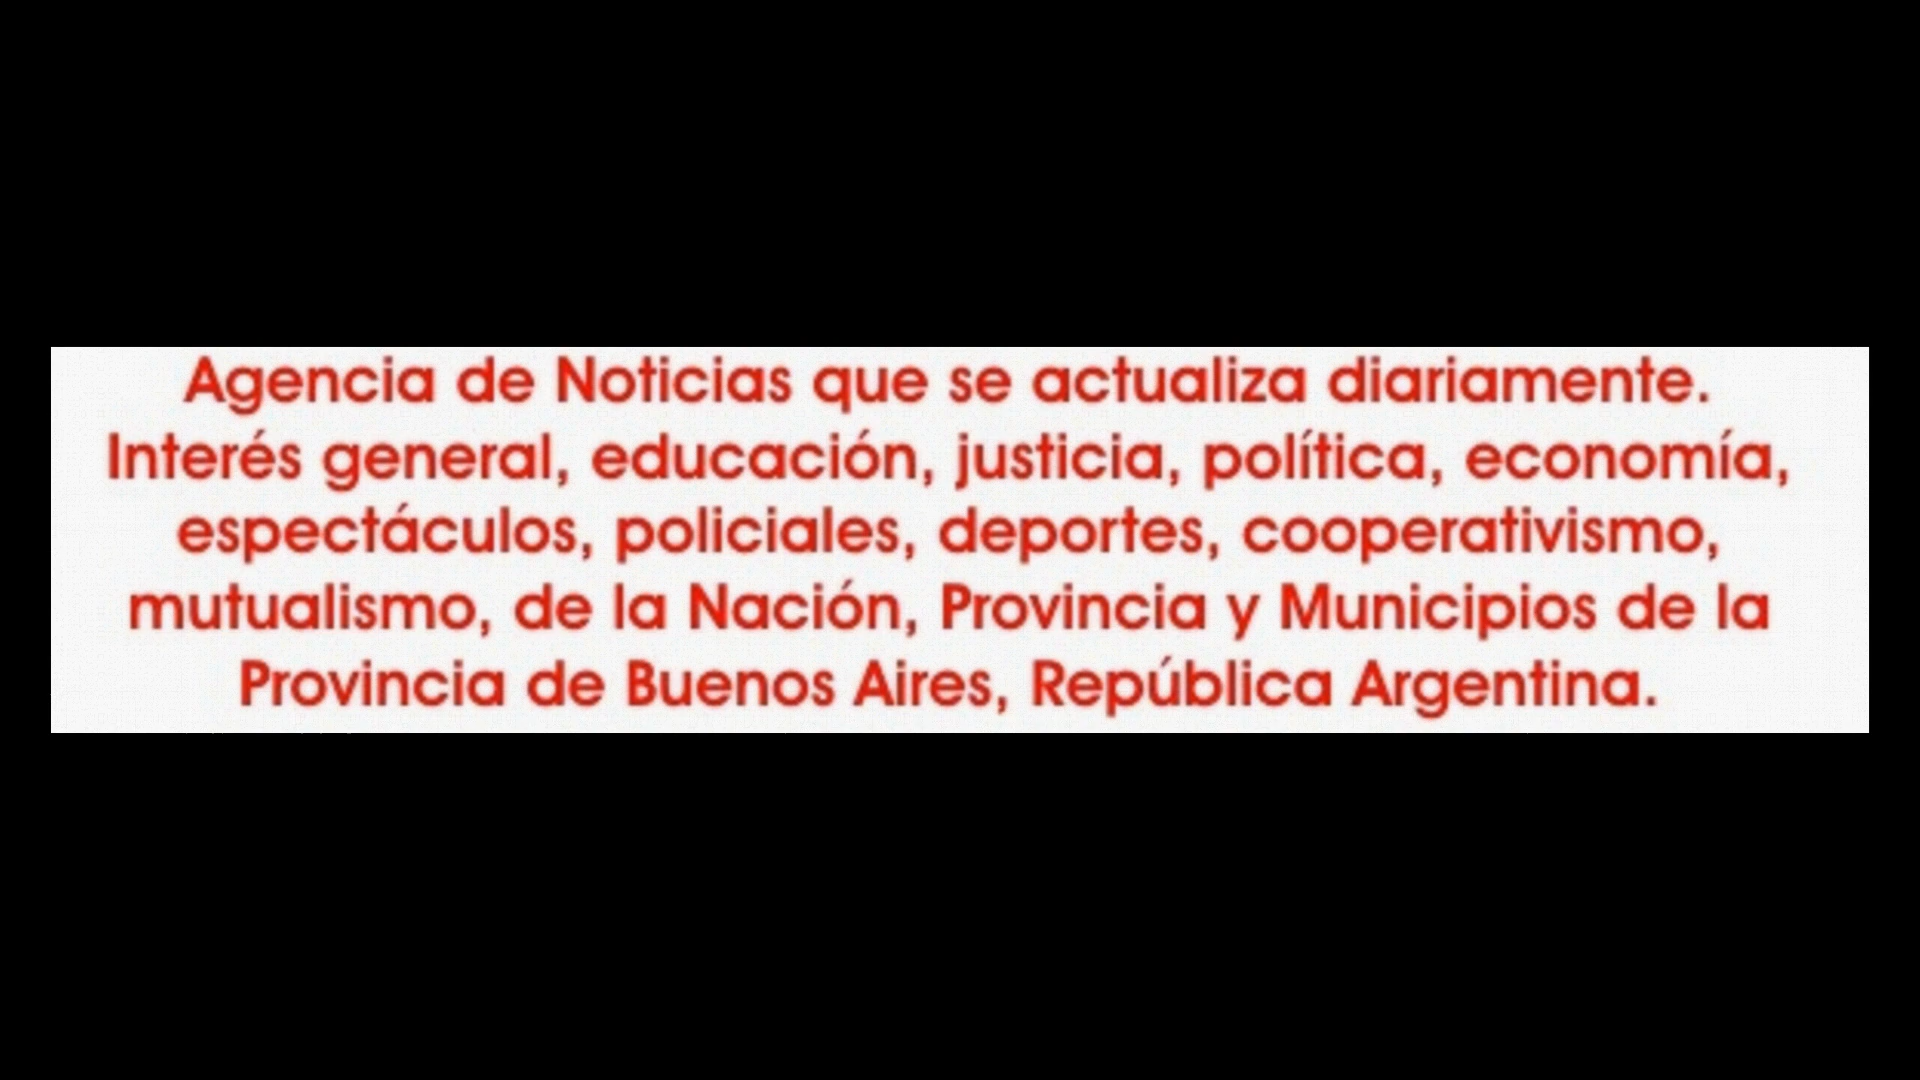 Agencia de Noticias que se actualiza diariamente.
Interés general, educación, justicia, política, economía,
espectáculos, policiales, deportes, cooperativismo,
mutualismo, de la Nación, Provincia y Municipios de la
Provincia de Buenos Aires, República Argentina.